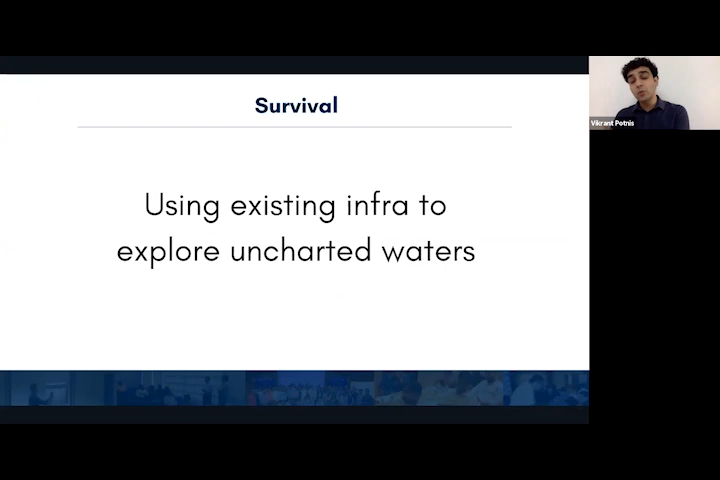 Survival
Using existing infra to
explore uncharted waters
Vikrant Potnis